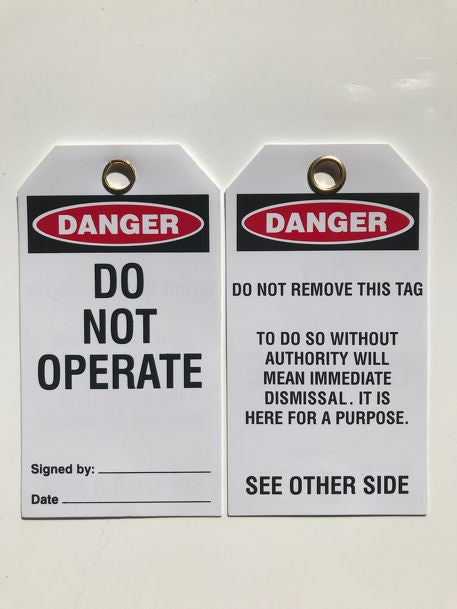 DANGER
DO
NOT
OPERATE
Signed by:
Date
DANGER
DO NOT REMOVE THIS TAG
TO DO SO WITHOUT
AUTHORITY WILL
MEAN IMMEDIATE
DISMISSAL. IT IS
HERE FOR A PURPOSE.
SEE OTHER SIDE